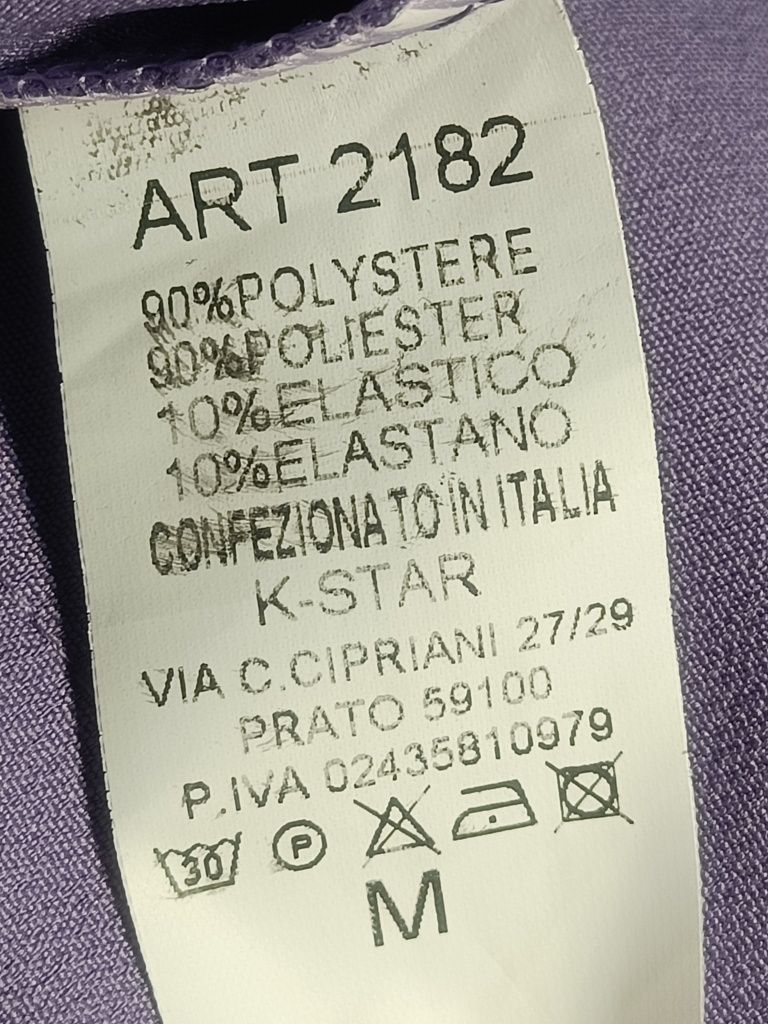 ART 2182
90%POLYSTERE
90%POLIESTER
10%ELASTICO
10%ELASTANO
CONFEZIONATO IN ITALIA
K-STAR
VIA C.CIPRIANI 27/29
PRATO 59100
P.IVA 02435810979
30 P
M